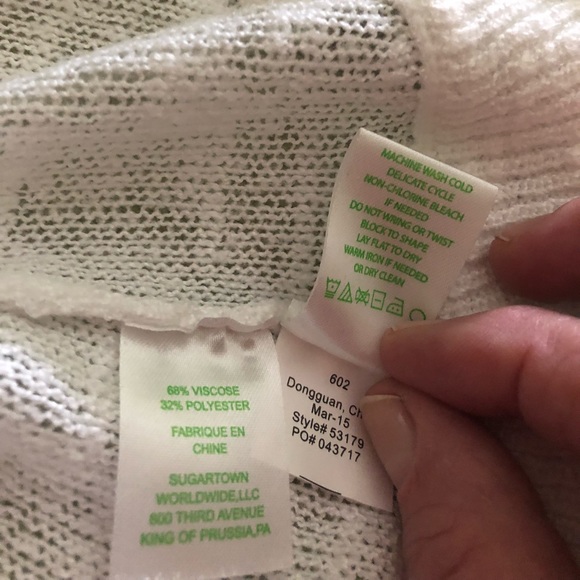 MACHINE WASH COLD
DELICATE CYCLE
NON-CHLORINE BLEACH
IF NEEDED
DO NOT WRING OR TWIST
BLOCK TO SHAPE
LAY FLAT TO DRY
WARM IRON IF NEEDED
OR DRY CLEAN
68% VISCOSE
32% POLYESTER
FABRIQUE EN
CHINE
SUGARTOWN
WORLDWIDE,LLC
800 THIRD AVENUE
KING OF PRUSSIA,PA
602
Dongguan, Ch
Mar-15
Style# 53179
PO# 043717